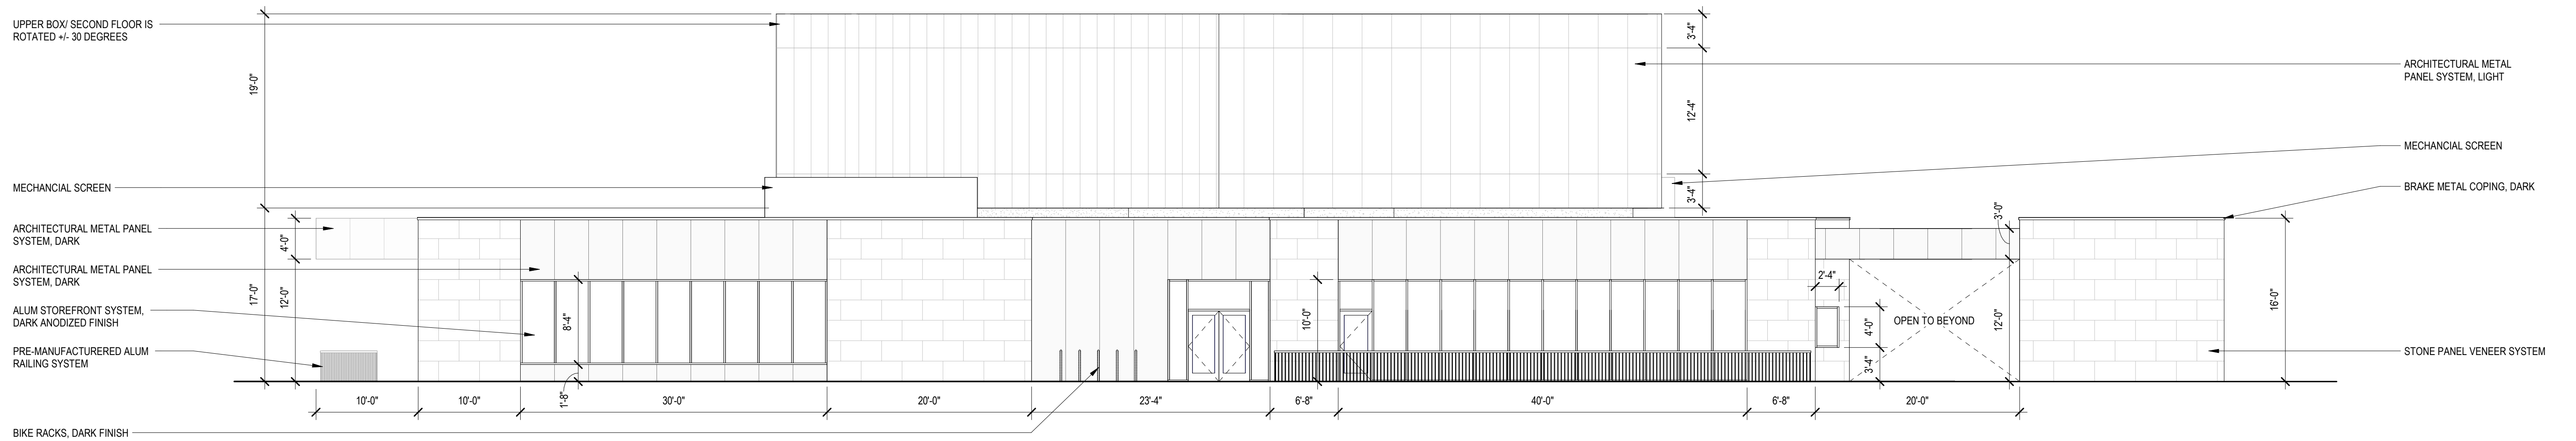 UPPER BOX/ SECOND FLOOR IS
ROTATED +/- 30 DEGREES
MECHANCIAL SCREEN
ARCHITECTURAL METAL PANEL
SYSTEM, DARK
ARCHITECTURAL METAL PANEL
SYSTEM, DARK
ALUM STOREFRONT SYSTEM,
DARK ANODIZED FINISH
PRE-MANUFACTURERED ALUM
RAILING SYSTEM
BIKE RACKS, DARK FINISH
19'-0"
17'-0"
4'-0"
12'-0"
8'-4"
1'-8"
10'-0"
3'-4"
12'-4"
3'-4"
2'-4"
4'-0"
3'-4"
OPEN TO BEYOND
3'-0"
12'-0"
16'-0"
10'-0"
10'-0"
30'-0"
20'-0"
23'-4"
6'-8"
40'-0"
6'-8"
20'-0"
ARCHITECTURAL METAL
PANEL SYSTEM, LIGHT
MECHANCIAL SCREEN
BRAKE METAL COPING, DARK
STONE PANEL VENEER SYSTEM